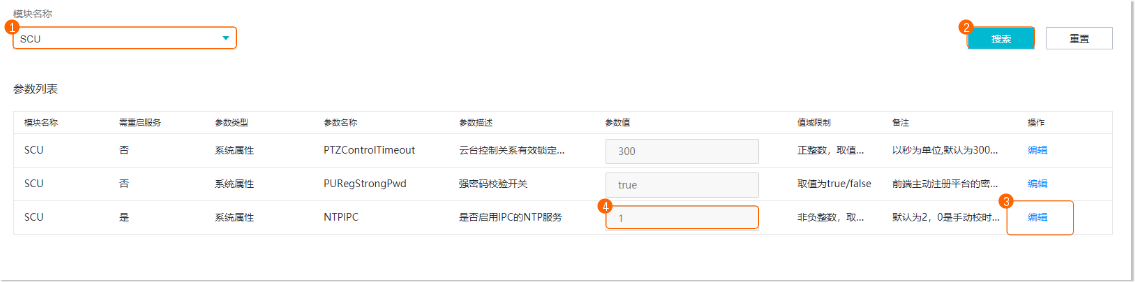 模块名称
1 SCU 2 搜索 重置
参数列表
模块名称 需重启服务 参数类型 参数名称 参数描述 参数值 值域限制 备注 操作
SCU 否 系统属性 PTZControlTimeout 云台控制关系有效锁定... 300 正整数，取值... 以秒为单位,默认为300... 编辑
SCU 否 系统属性 PURegStrongPwd 强密码校验开关 true 取值为true/false 前端主动注册平台的密... 编辑
SCU 是 系统属性 NTPIPC 是否启用IPC的NTP服务 4 1 非负整数，取... 默认为2，0是手动校时... 3 编辑